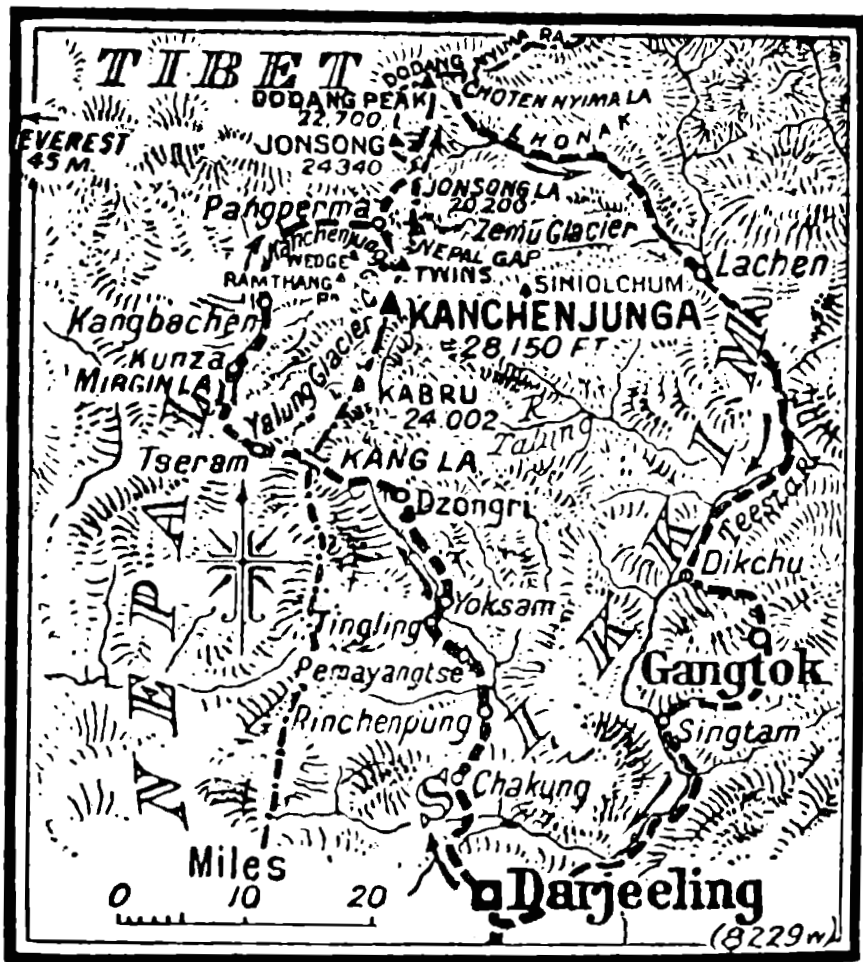 TIBET
DODANG NYIMA RA
DODANG PEAK
22.700
CHOTEN NYIMA LA
LHONAK
EVEREST
45 M.
JONSONG
24340
JONSONG LA
20,200
Pangperma
Zemu Glacier
Kanchenjunga
WEDGE
NEPAL GAP
TWINS
Lachen
RAMTHANG
PK
SINIOLCHUM
Kangbachen
KANCHENJUNGA
28,150 FT
Kunza
MIRGIN LA
Yalung Glacier
KABRU
24.002
Talung
R
Tseram
KANG LA
Dzongri
Teesta R.
Dikchu
Yoksam
Tingling
Gangtok
Pemayangtse
Rinchenpung
Singtam
Chakung
NEPAL
SIKKIM
Miles
0 10 20
Darjeeling
(8229 w)